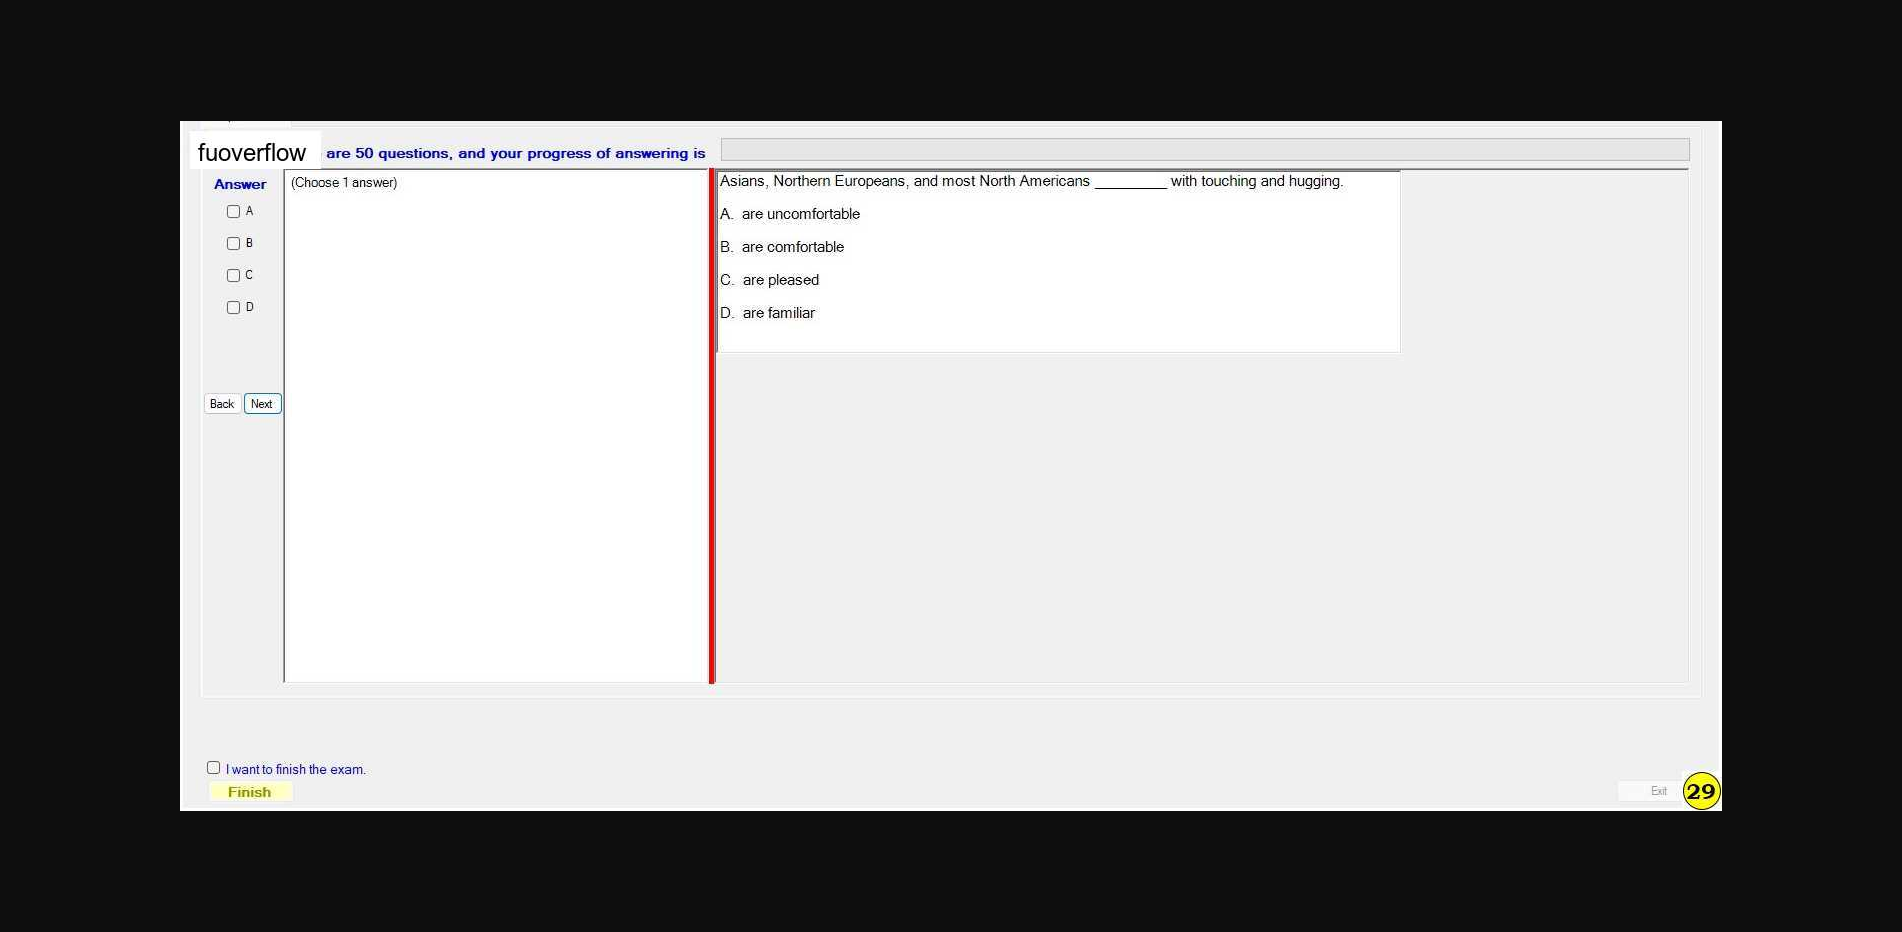 fuoverflow are 50 questions, and your progress of answering is
Answer
(Choose 1 answer)
A
B
C
D
Back Next
Asians, Northern Europeans, and most North Americans _________ with touching and hugging.
A. are uncomfortable
B. are comfortable
C. are pleased
D. are familiar
I want to finish the exam.
Finish
Exit
29